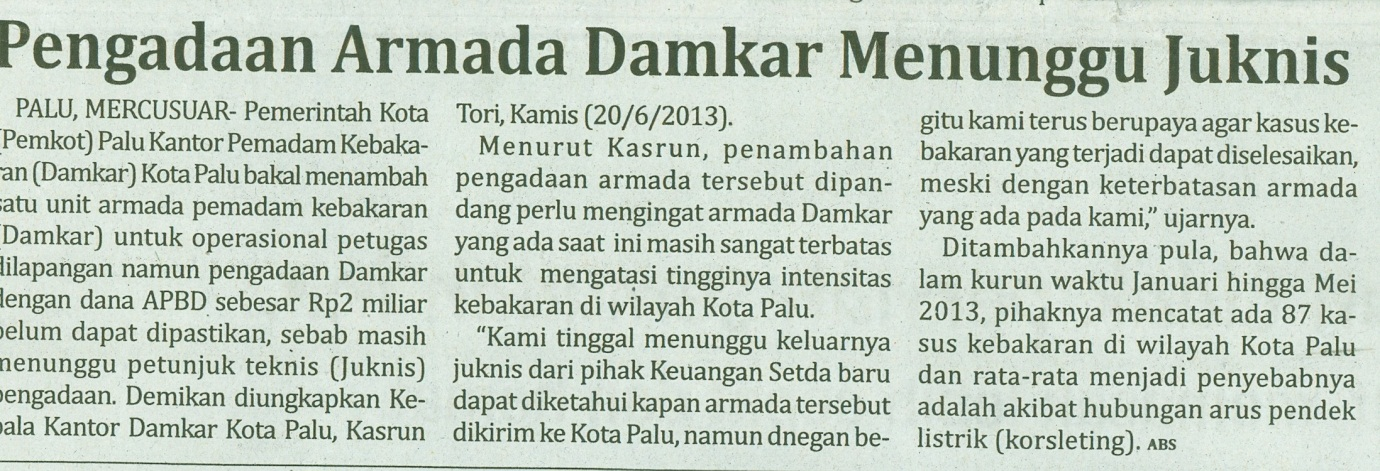 Pengadaan Armada Damkar Menunggu Juknis
PALU, MERCUSUAR- Pemerintah Kota
(Pemkot) Palu Kantor Pemadam Kebaka-
ran (Damkar) Kota Palu bakal menambah
satu unit armada pemadam kebakaran
(Damkar) untuk operasional petugas
dilapangan namun pengadaan Damkar
dengan dana APBD sebesar Rp2 miliar
belum dapat dipastikan, sebab masih
menunggu petunjuk teknis (Juknis)
pengadaan. Demikan diungkapkan Ke-
pala Kantor Damkar Kota Palu, Kasrun
Tori, Kamis (20/6/2013).
Menurut Kasrun, penambahan
pengadaan armada tersebut dipan-
dang perlu mengingat armada Damkar
yang ada saat ini masih sangat terbatas
untuk mengatasi tingginya intensitas
kebakaran di wilayah Kota Palu.
“Kami tinggal menunggu keluarnya
juknis dari pihak Keuangan Setda baru
dapat diketahui kapan armada tersebut
dikirim ke Kota Palu, namun dnegan be-
gitu kami terus berupaya agar kasus ke-
bakaran yang terjadi dapat diselesaikan,
meski dengan keterbatasan armada
yang ada pada kami,” ujarnya.
Ditambahkannya pula, bahwa da-
lam kurun waktu Januari hingga Mei
2013, pihaknya mencatat ada 87 ka-
sus kebakaran di wilayah Kota Palu
dan rata-rata menjadi penyebabnya
adalah akibat hubungan arus pendek
listrik (korsleting). ABS